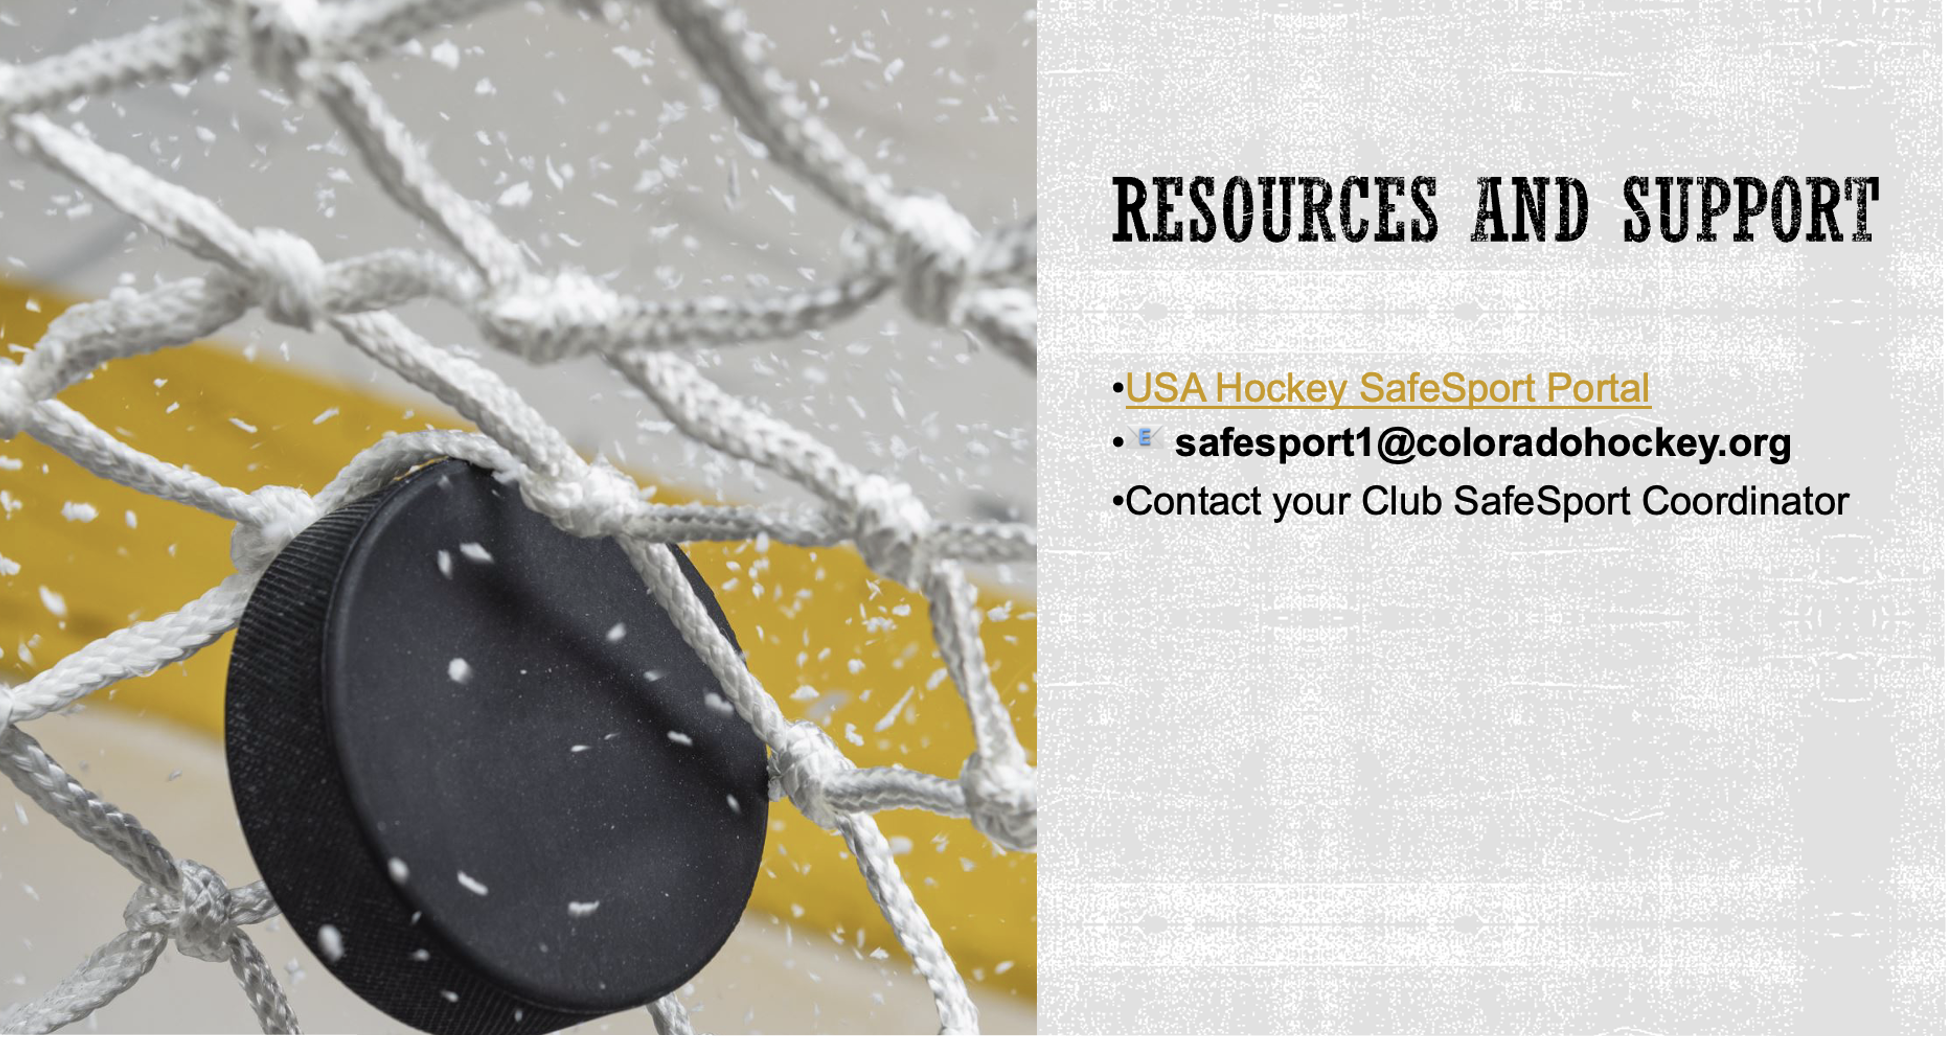 RESOURCES AND SUPPORT
•USA Hockey SafeSport Portal
•📧 safesport1@coloradohockey.org
•Contact your Club SafeSport Coordinator